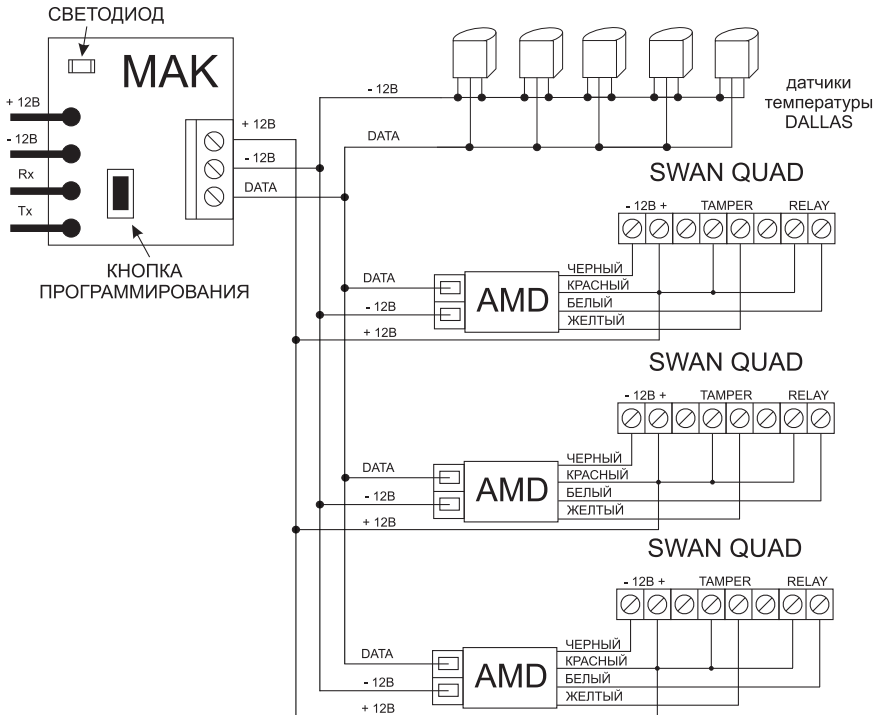 СВЕТОДИОД
МАК
+ 12В
- 12В
Rx
Tx
+ 12В
- 12В
DATA
КНОПКА
ПРОГРАММИРОВАНИЯ
- 12В
DATA
датчики
температуры
DALLAS
SWAN QUAD
- 12В + TAMPER RELAY
DATA
- 12В
+ 12В
AMD
ЧЕРНЫЙ
КРАСНЫЙ
БЕЛЫЙ
ЖЕЛТЫЙ
SWAN QUAD
- 12В + TAMPER RELAY
DATA
- 12В
+ 12В
AMD
ЧЕРНЫЙ
КРАСНЫЙ
БЕЛЫЙ
ЖЕЛТЫЙ
SWAN QUAD
- 12В + TAMPER RELAY
DATA
- 12В
+ 12В
AMD
ЧЕРНЫЙ
КРАСНЫЙ
БЕЛЫЙ
ЖЕЛТЫЙ